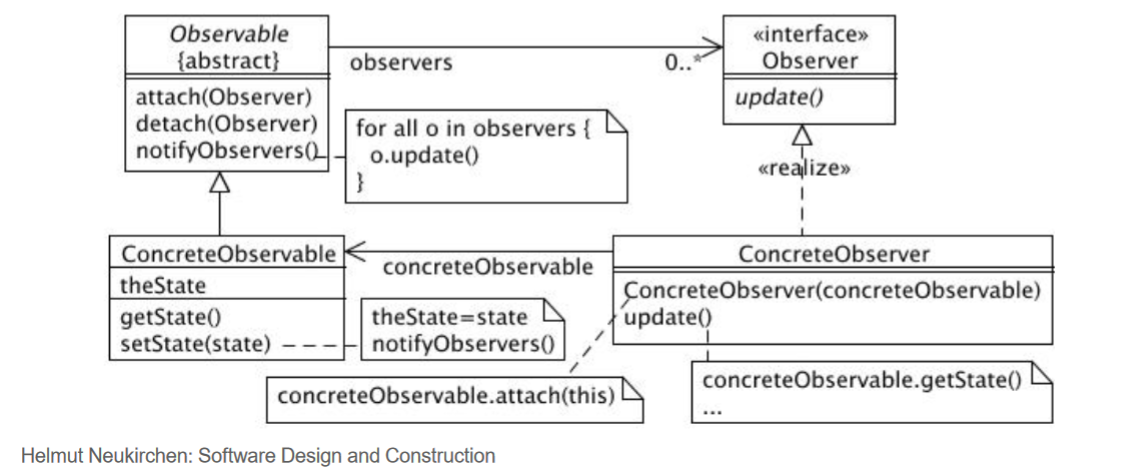 Observable
{abstract}
attach(Observer)
detach(Observer)
notifyObservers()
observers
0..*
«interface»
Observer
update()
for all o in observers {
o.update()
}
«realize»
ConcreteObservable
theState
getState()
setState(state)
concreteObservable
ConcreteObserver
ConcreteObserver(concreteObservable)
update()
theState=state
notifyObservers()
concreteObservable.attach(this)
concreteObservable.getState()
...
Helmut Neukirchen: Software Design and Construction